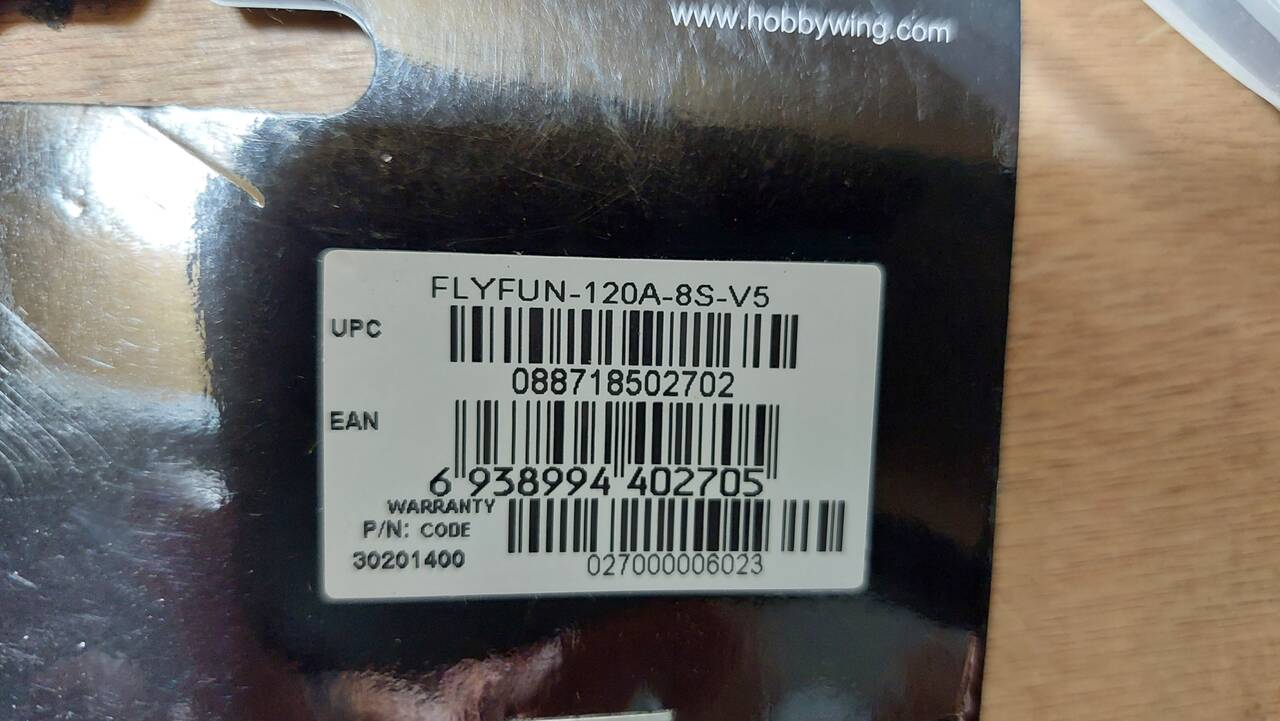 www.hobbywing.com
FLYFUN-120A-8S-V5
UPC
088718502702
EAN
6 938994 402705
WARRANTY
P/N: CODE
30201400
027000006023